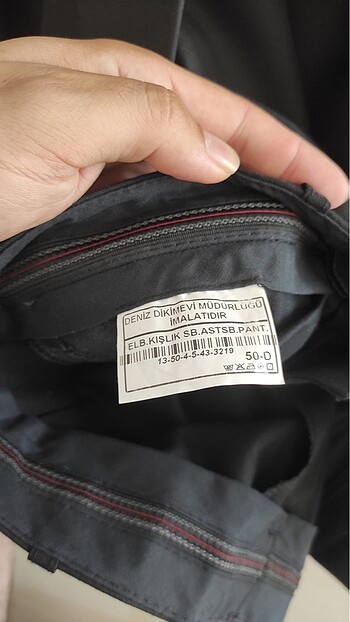 DENİZ DİKİMEVİ MÜDÜRLÜĞÜ
İMALATIDIR
ELB.KIŞLIK SB.ASTSB.PANT.
13-50-4-5-43-3219
50-D